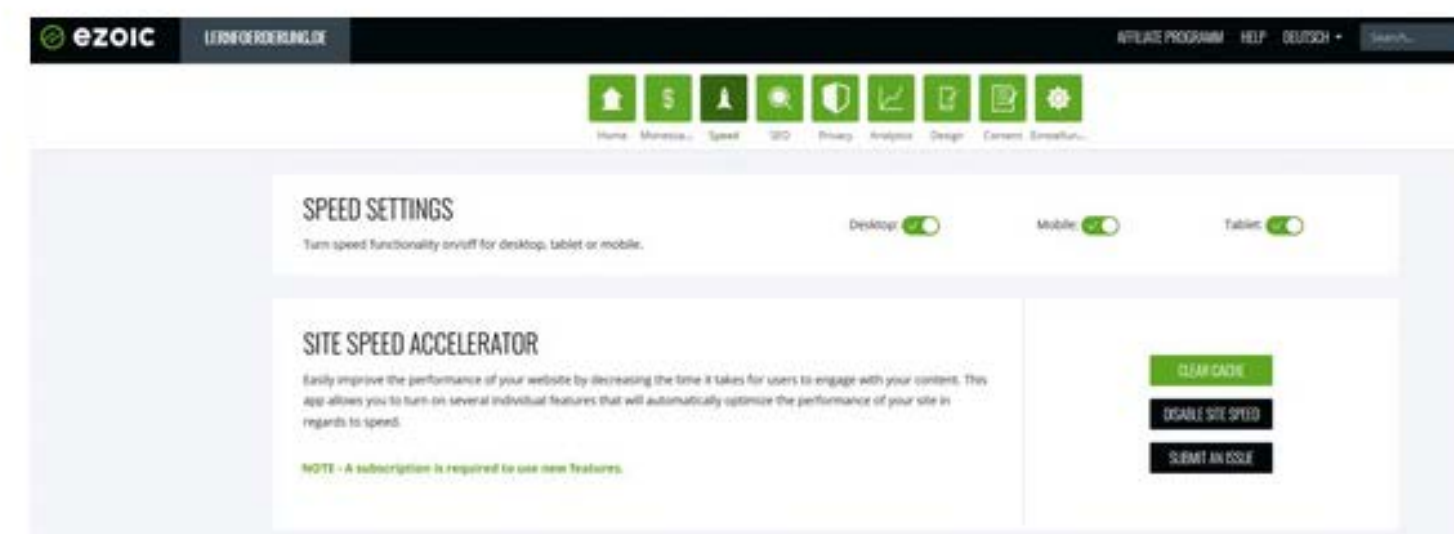 ezoic LERNFOERDERUNG.DE AFFILIATE PROGRAMM HELP DEUTSCH Search...
Home Monetiza... Speed SEO Privacy Analytics Design Content Einstellun...
SPEED SETTINGS
Desktop: Mobile: Tablet:
Turn speed functionality on/off for desktop, tablet or mobile.
SITE SPEED ACCELERATOR
Easily improve the performance of your website by decreasing the time it takes for users to engage with your content. This
app allows you to turn on several individual features that will automatically optimize the performance of your site in
regards to speed.
NOTE - A subscription is required to use new features.
CLEAR CACHE
DISABLE SITE SPEED
SUBMIT AN ISSUE